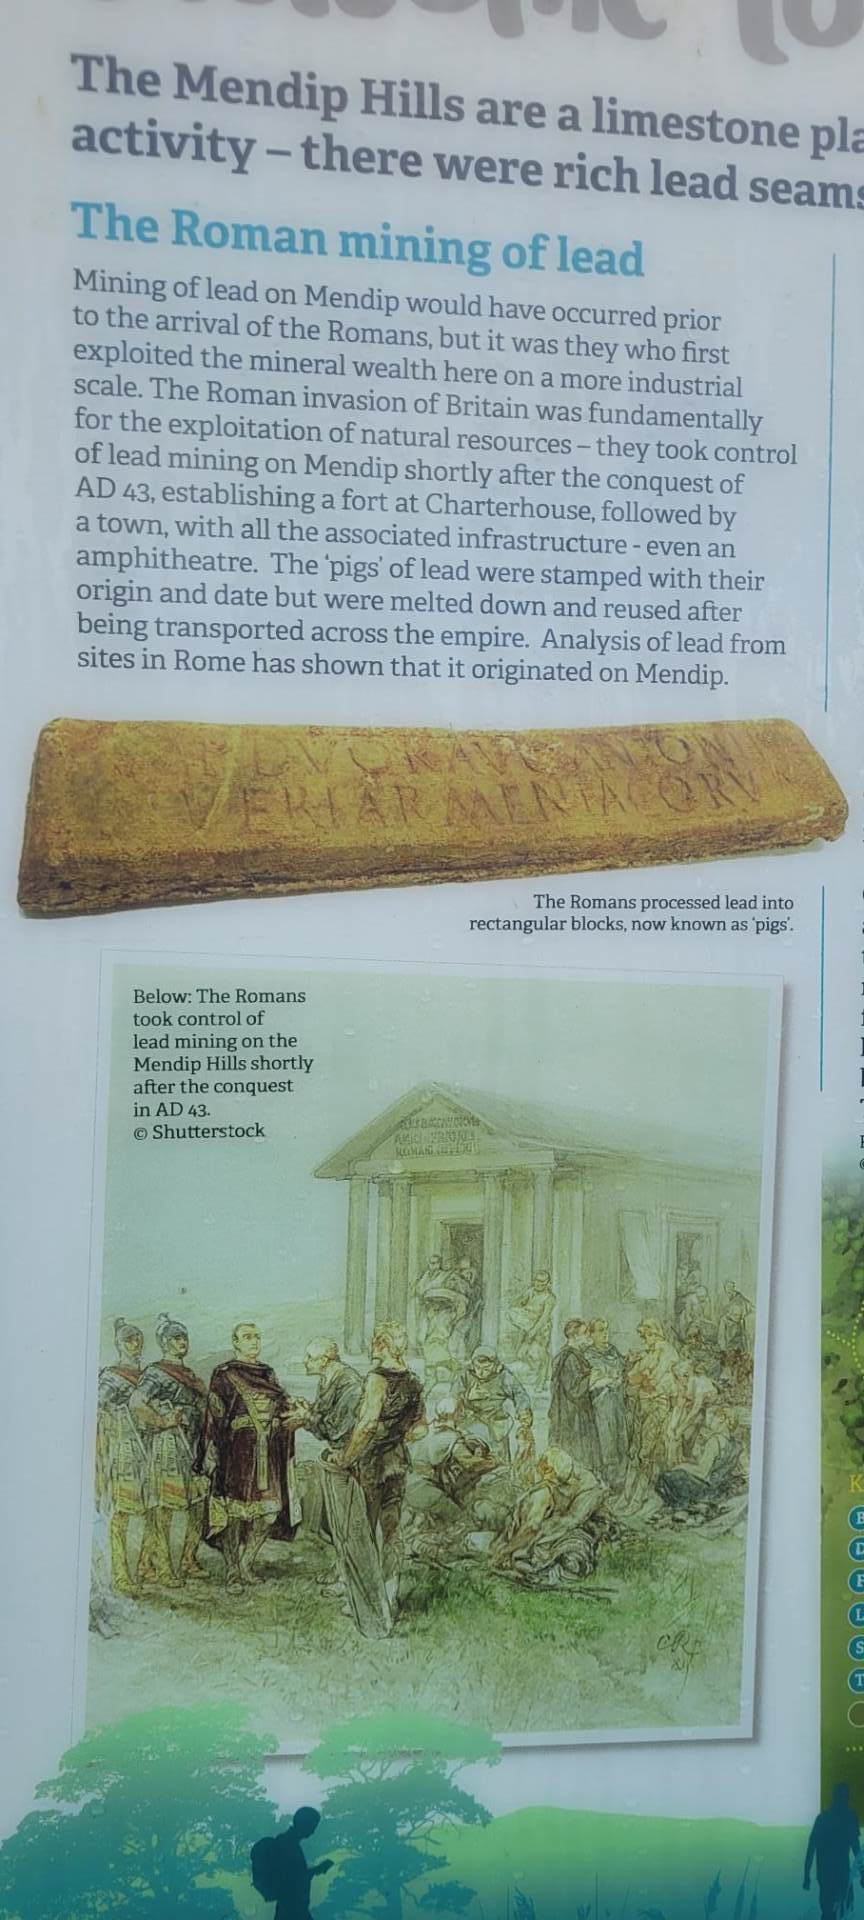 The Mendip Hills are a limestone
activity – there were rich lead seams
The Roman mining of lead
Mining of lead on Mendip would have occurred prior
to the arrival of the Romans, but it was they who first
exploited the mineral wealth here on a more industrial
scale. The Roman invasion of Britain was fundamentally
for the exploitation of natural resources – they took control
of lead mining on Mendip shortly after the conquest of
AD 43, establishing a fort at Charterhouse, followed by
a town, with all the associated infrastructure - even an
amphitheatre. The ‘pigs’ of lead were stamped with their
origin and date but were melted down and reused after
being transported across the empire. Analysis of lead from
sites in Rome has shown that it originated on Mendip.
The Romans processed lead into
rectangular blocks, now known as ‘pigs’.
Below: The Romans
took control of
lead mining on the
Mendip Hills shortly
after the conquest
in AD 43.
© Shutterstock
K
B
D
F
L
S
T